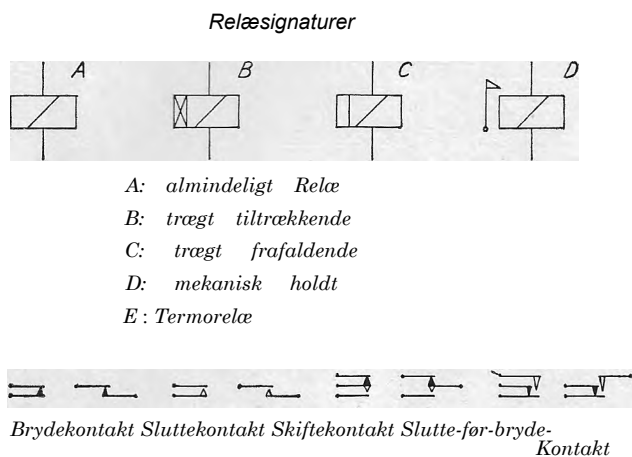 Relæsignaturer
A B C D
A: almindeligt Relæ
B: trægt tiltrækkende
C: trægt frafaldende
D: mekanisk holdt
E : Termorelæ
Brydekontakt Sluttekontakt Skiftekontakt Slutte-før-bryde-
Kontakt